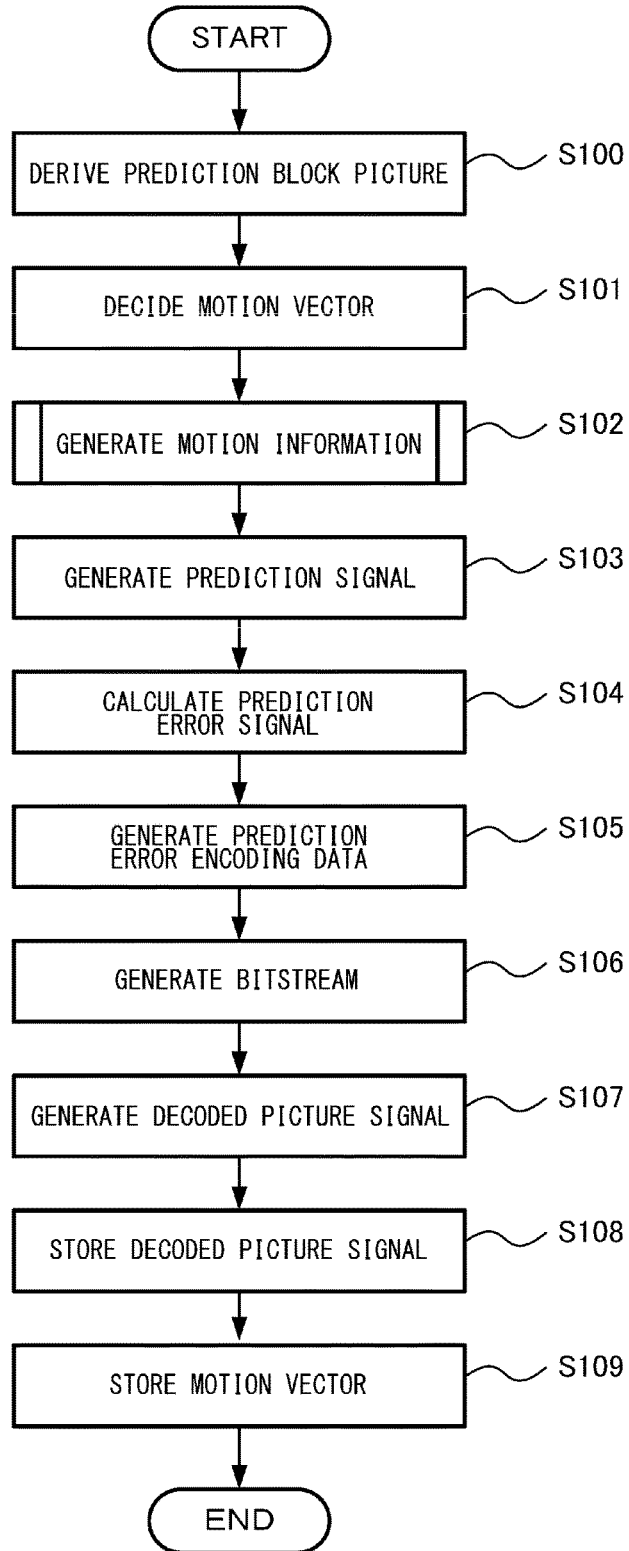 START
DERIVE PREDICTION BLOCK PICTURE
S100
DECIDE MOTION VECTOR
S101
GENERATE MOTION INFORMATION
S102
GENERATE PREDICTION SIGNAL
S103
CALCULATE PREDICTION
ERROR SIGNAL
S104
GENERATE PREDICTION
ERROR ENCODING DATA
S105
GENERATE BITSTREAM
S106
GENERATE DECODED PICTURE SIGNAL
S107
STORE DECODED PICTURE SIGNAL
S108
STORE MOTION VECTOR
S109
END